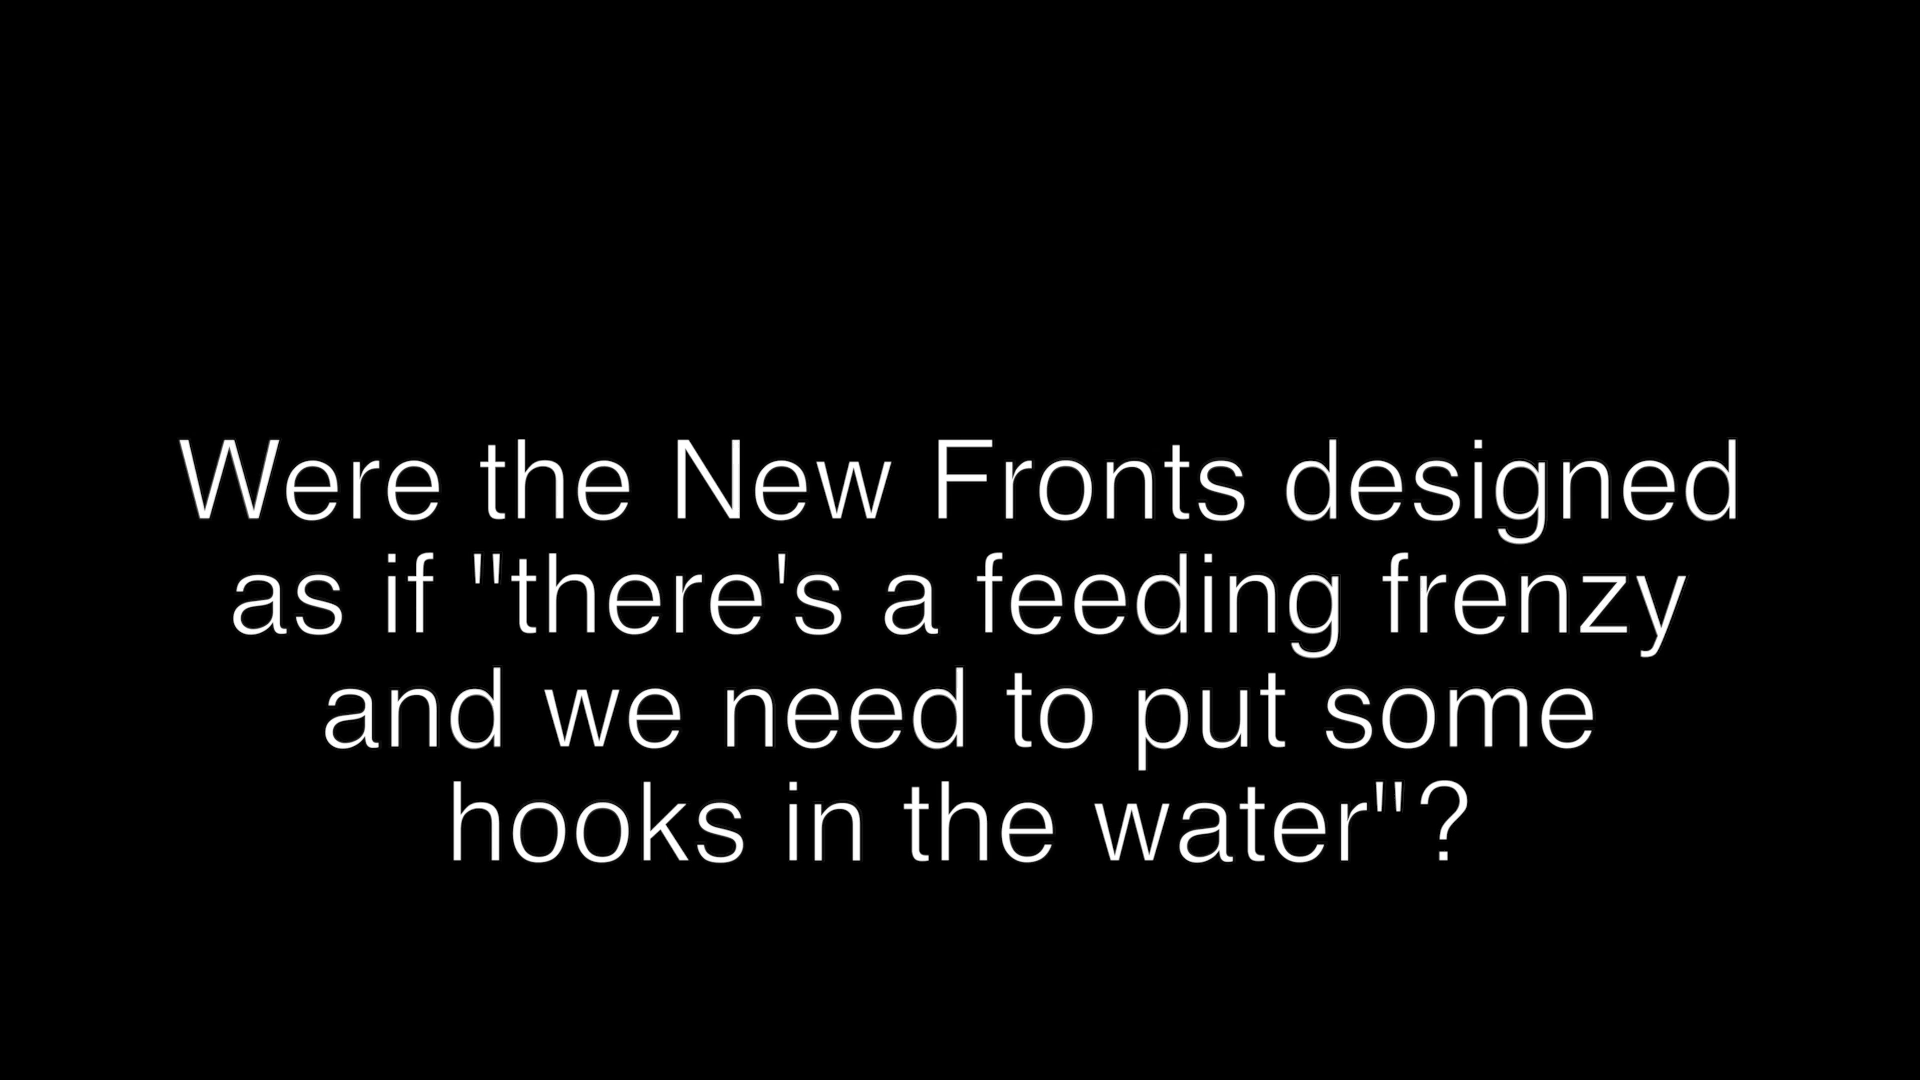 Were the New Fronts designed
as if "there's a feeding frenzy
and we need to put some
hooks in the water"?